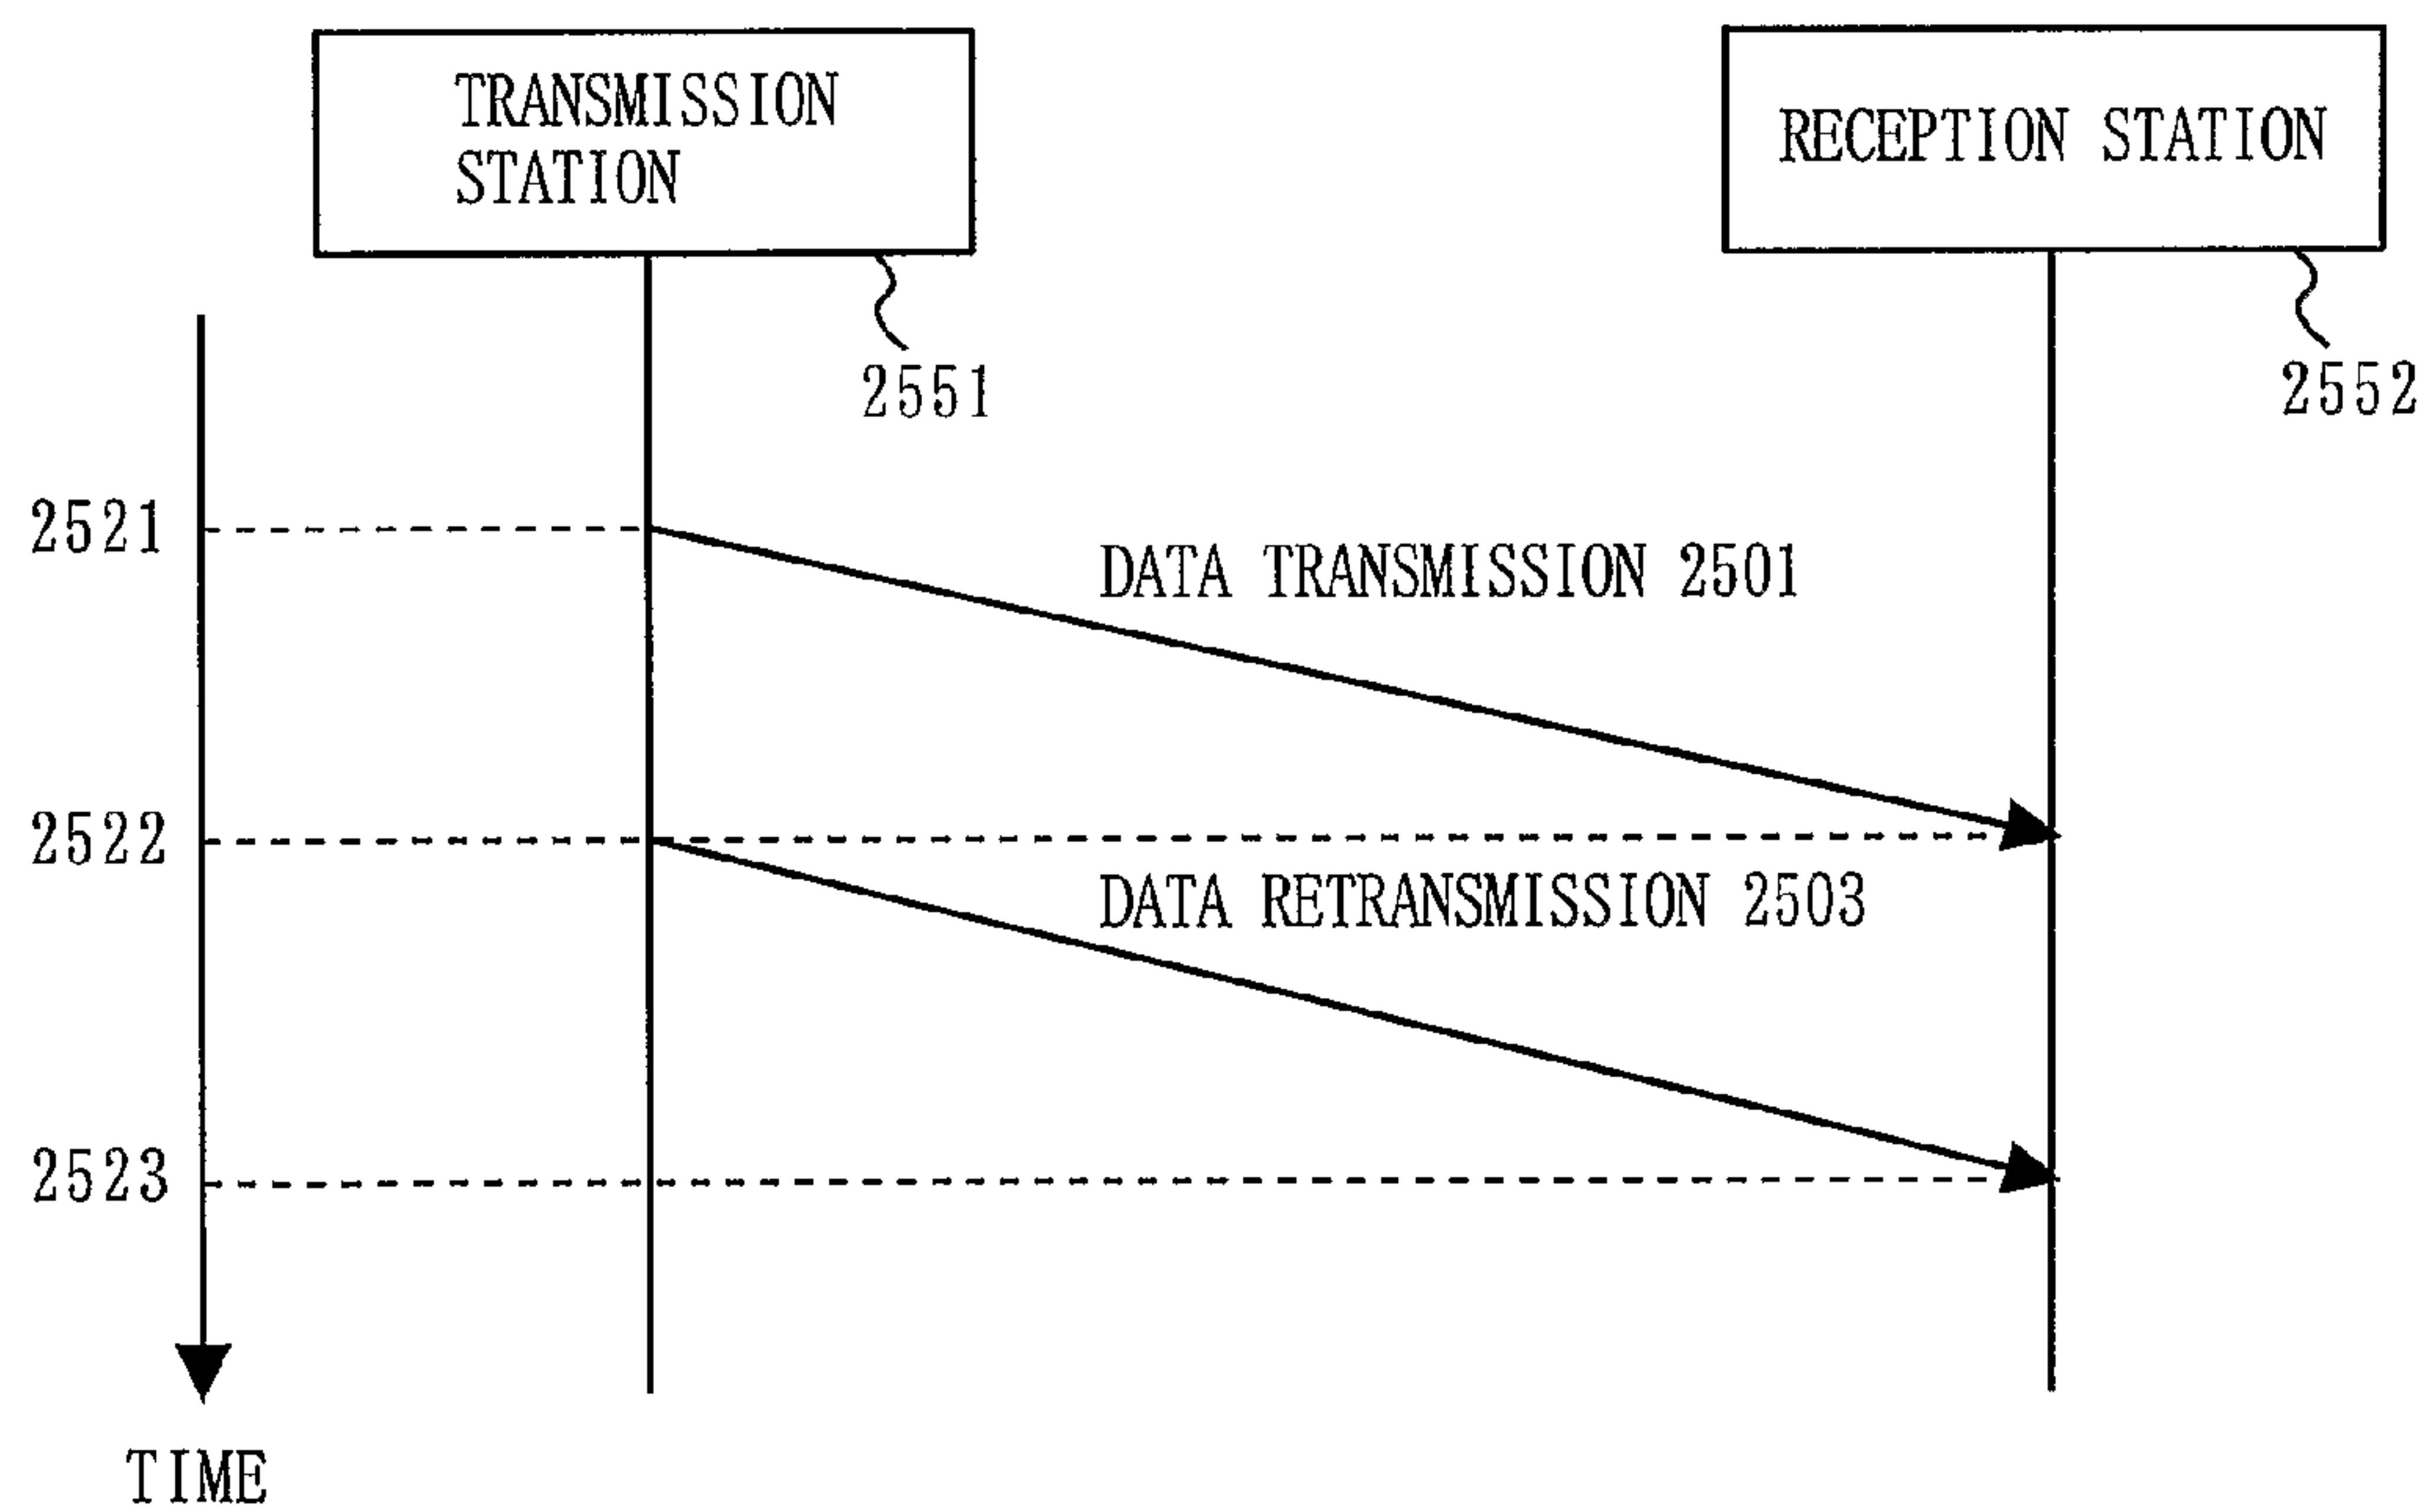 TRANSMISSION
STATION
RECEPTION STATION
2551
2552
2521
DATA TRANSMISSION 2501
2522
DATA RETRANSMISSION 2503
2523
TIME